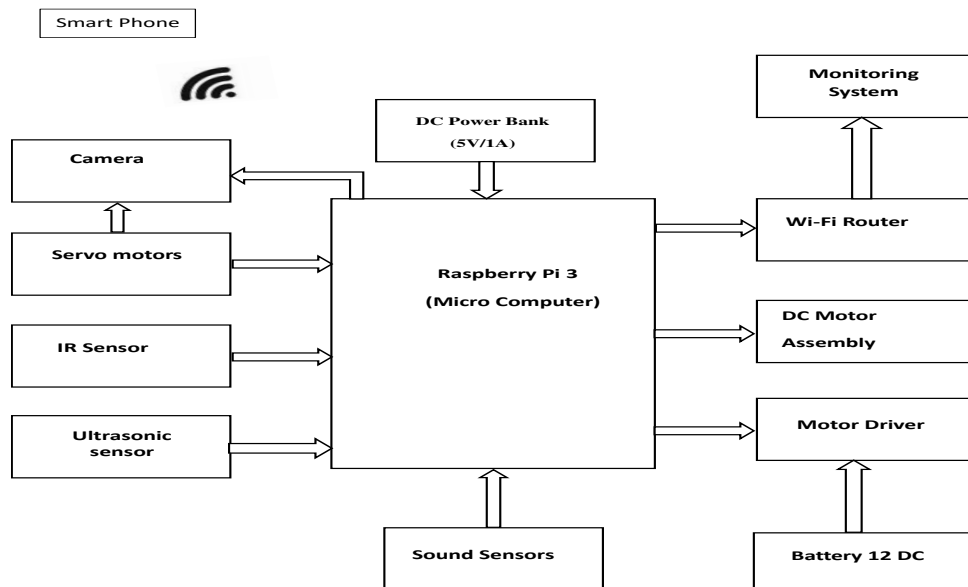 Smart Phone
Monitoring
System
DC Power Bank
(5V/1A)
Camera
Wi-Fi Router
Servo motors
Raspberry Pi 3
(Micro Computer)
IR Sensor
DC Motor
Assembly
Ultrasonic
sensor
Motor Driver
Sound Sensors
Battery 12 DC